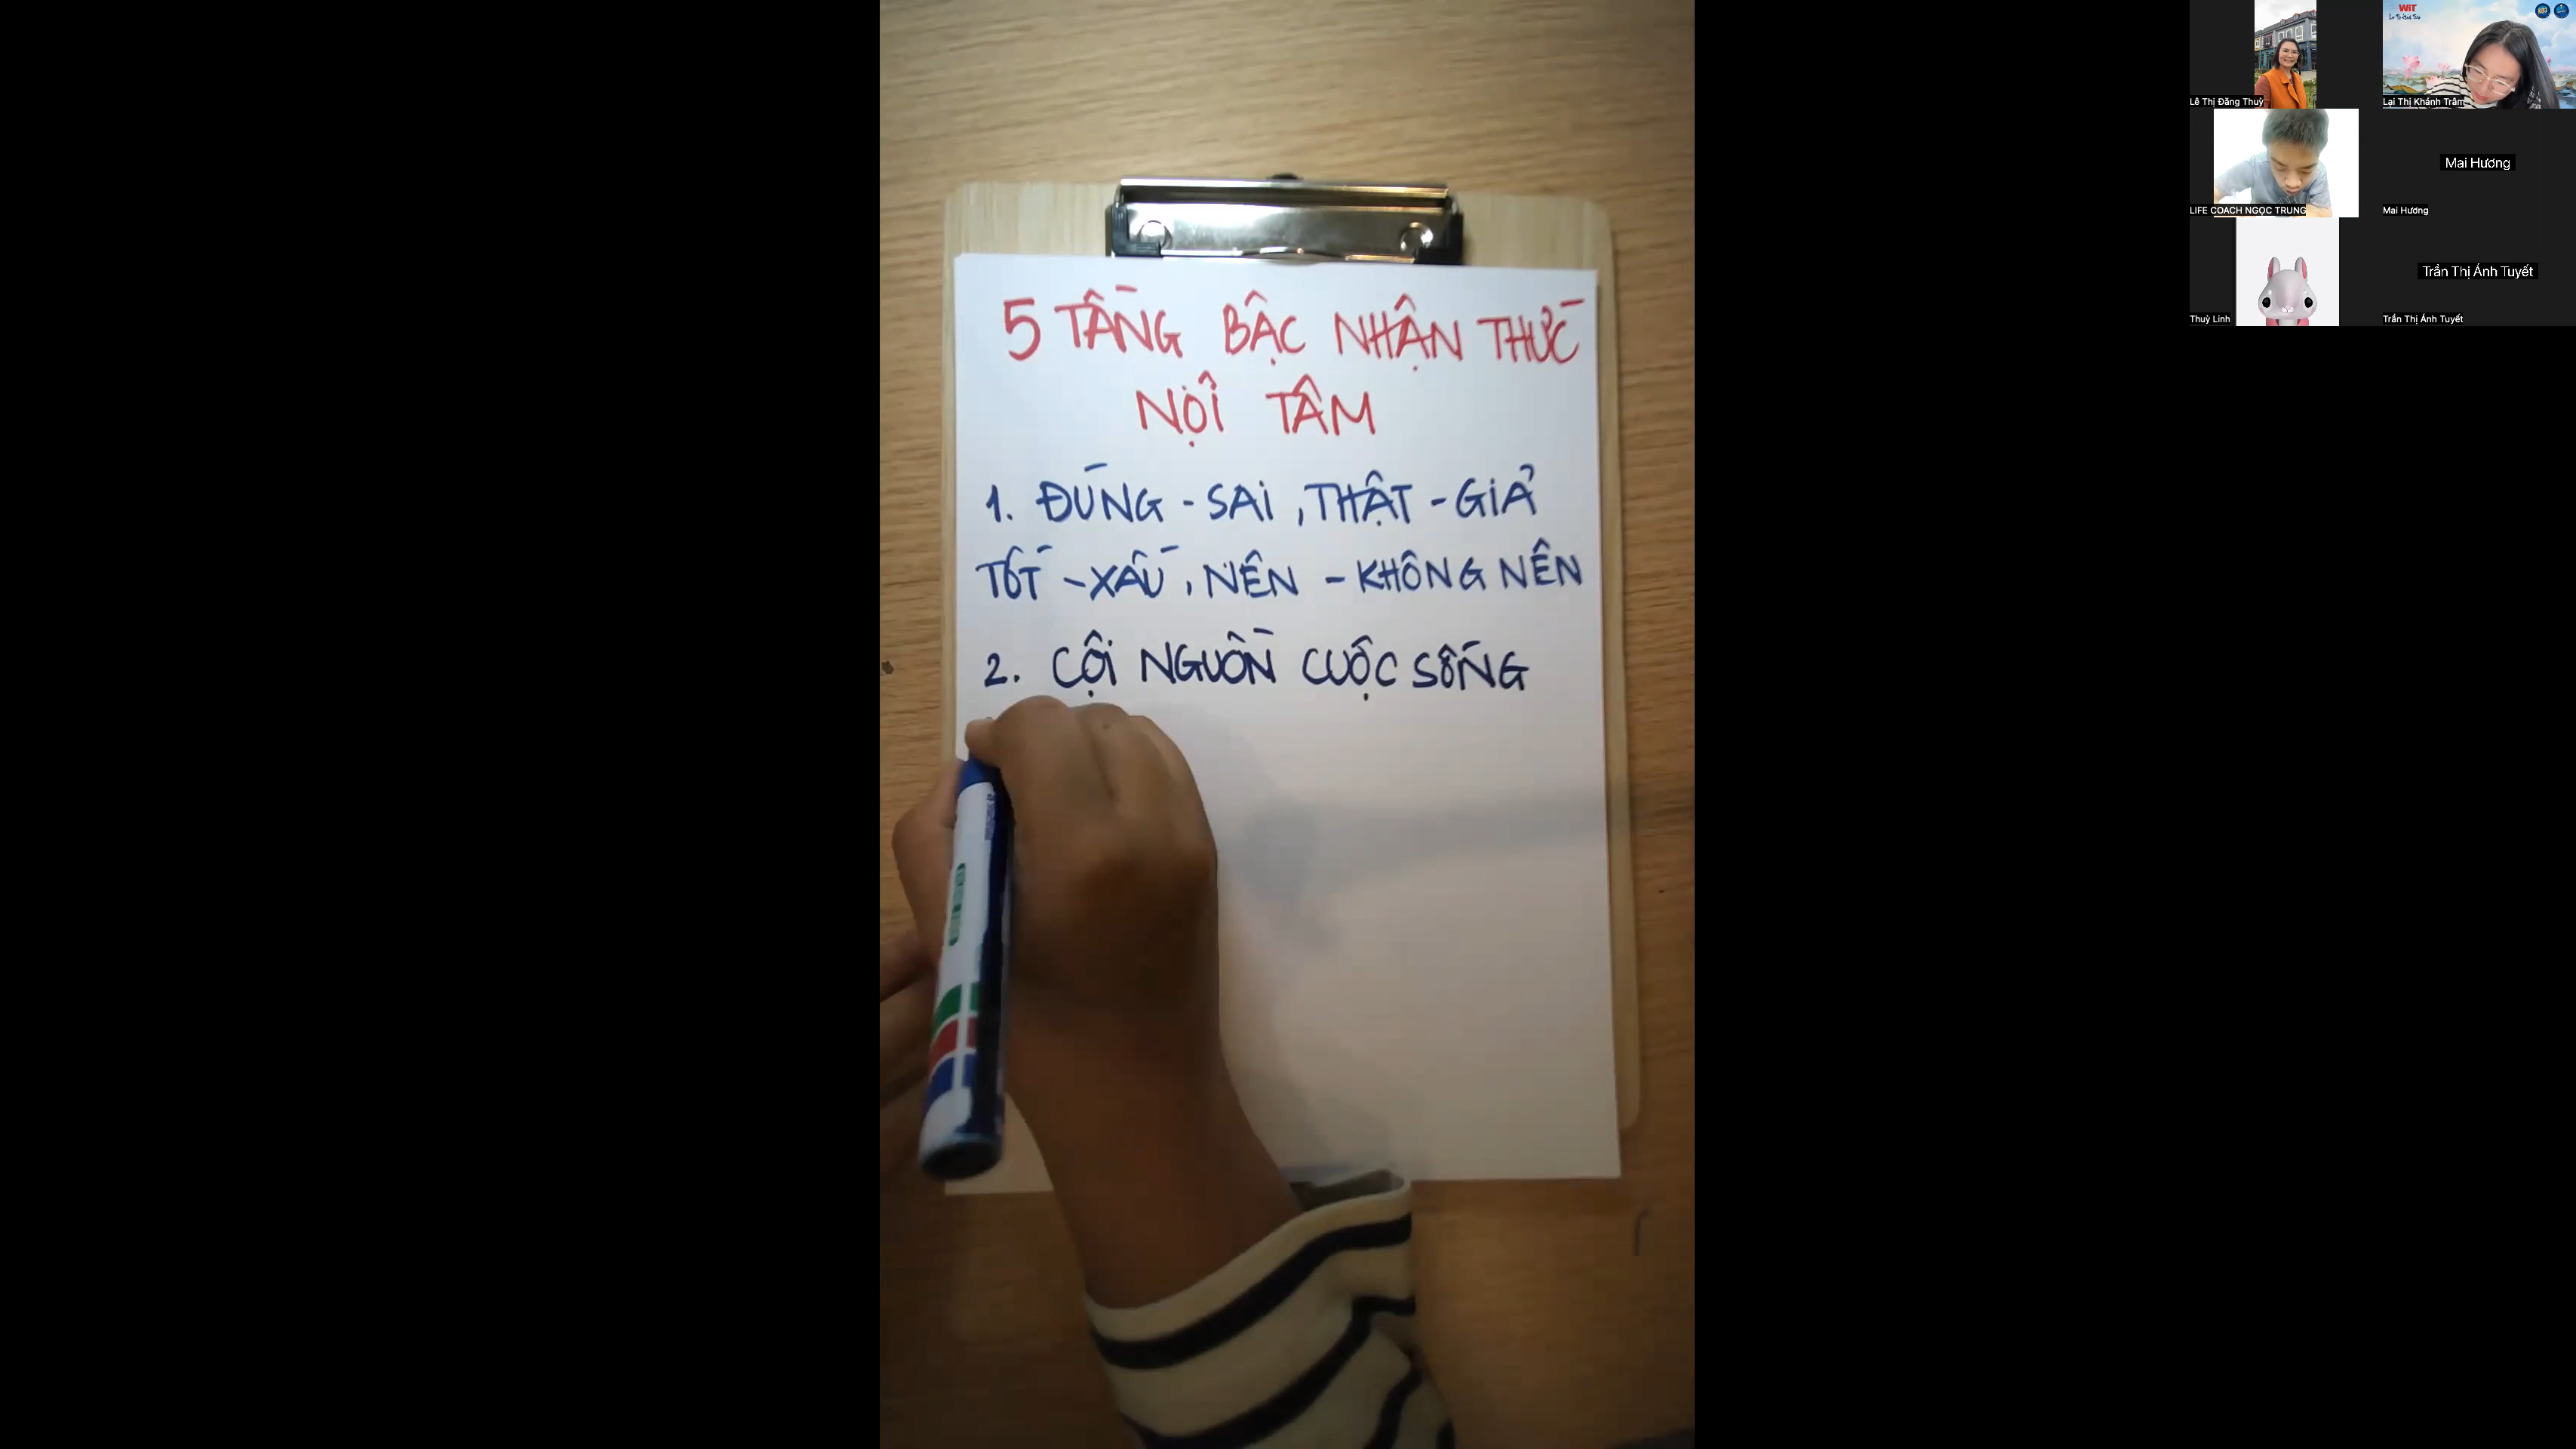 5 TẦNG BẬC NHẬN THỨC
NỘI TÂM
1. ĐÚNG - SAI, THẬT - GIẢ
TỐT - XẤU, NÊN - KHÔNG NÊN
2. CỘI NGUỒN CUỘC SỐNG
Lê Thị Đăng Thuỳ
WiT
Lại Thị Khánh Trâm
LIFE COACH NGỌC TRUNG
Mai Hương
Mai Hương
Thuỳ Linh
Trần Thị Ánh Tuyết
Trần Thị Ánh Tuyết